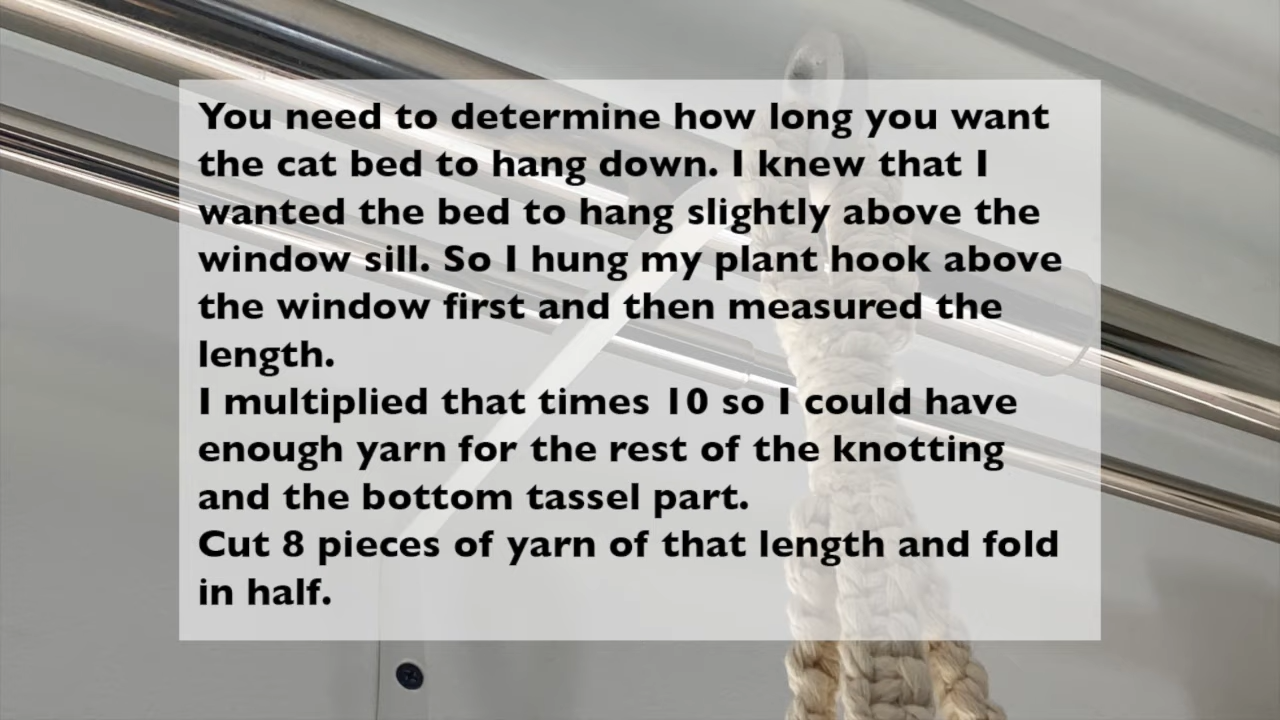 You need to determine how long you want
the cat bed to hang down. I knew that I
wanted the bed to hang slightly above the
window sill. So I hung my plant hook above
the window first and then measured the
length.
I multiplied that times 10 so I could have
enough yarn for the rest of the knotting
and the bottom tassel part.
Cut 8 pieces of yarn of that length and fold
in half.